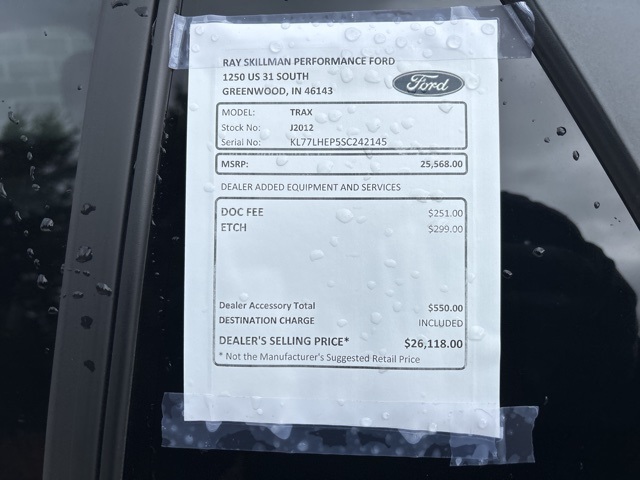 RAY SKILLMAN PERFORMANCE FORD
1250 US 31 SOUTH
GREENWOOD, IN 46143
Ford
MODEL: TRAX
Stock No: J2012
Serial No: KL77LHEP5SC242145
MSRP: 25,568.00
DEALER ADDED EQUIPMENT AND SERVICES
DOC FEE $251.00
ETCH $299.00
Dealer Accessory Total $550.00
DESTINATION CHARGE INCLUDED
DEALER'S SELLING PRICE* $26,118.00
* Not the Manufacturer's Suggested Retail Price